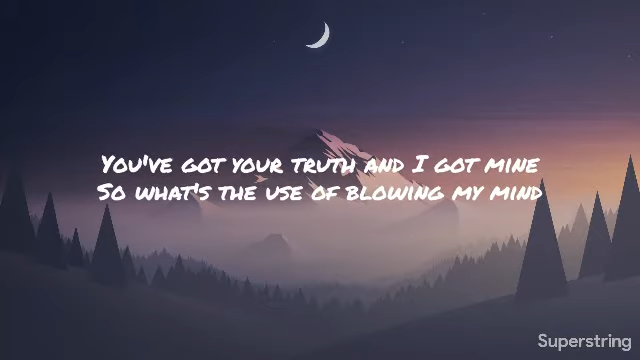 You've got your truth and I got mine
So what's the use of blowing my mind
Superstring